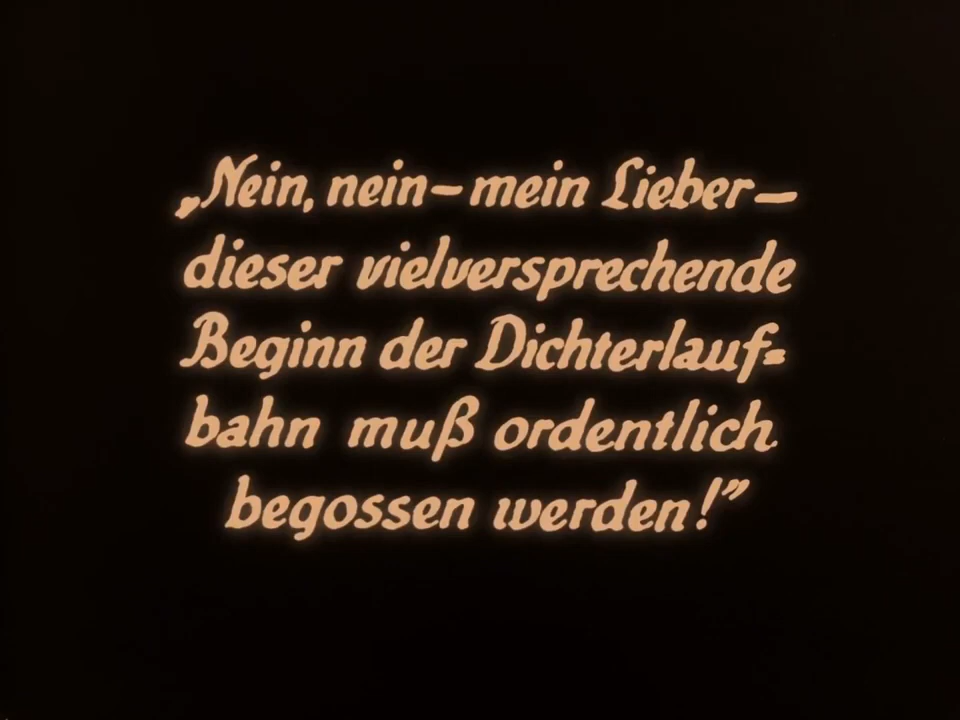 „Nein, nein – mein Lieber –
dieser vielversprechende
Beginn der Dichterlauf=
bahn muß ordentlich
begossen werden!”